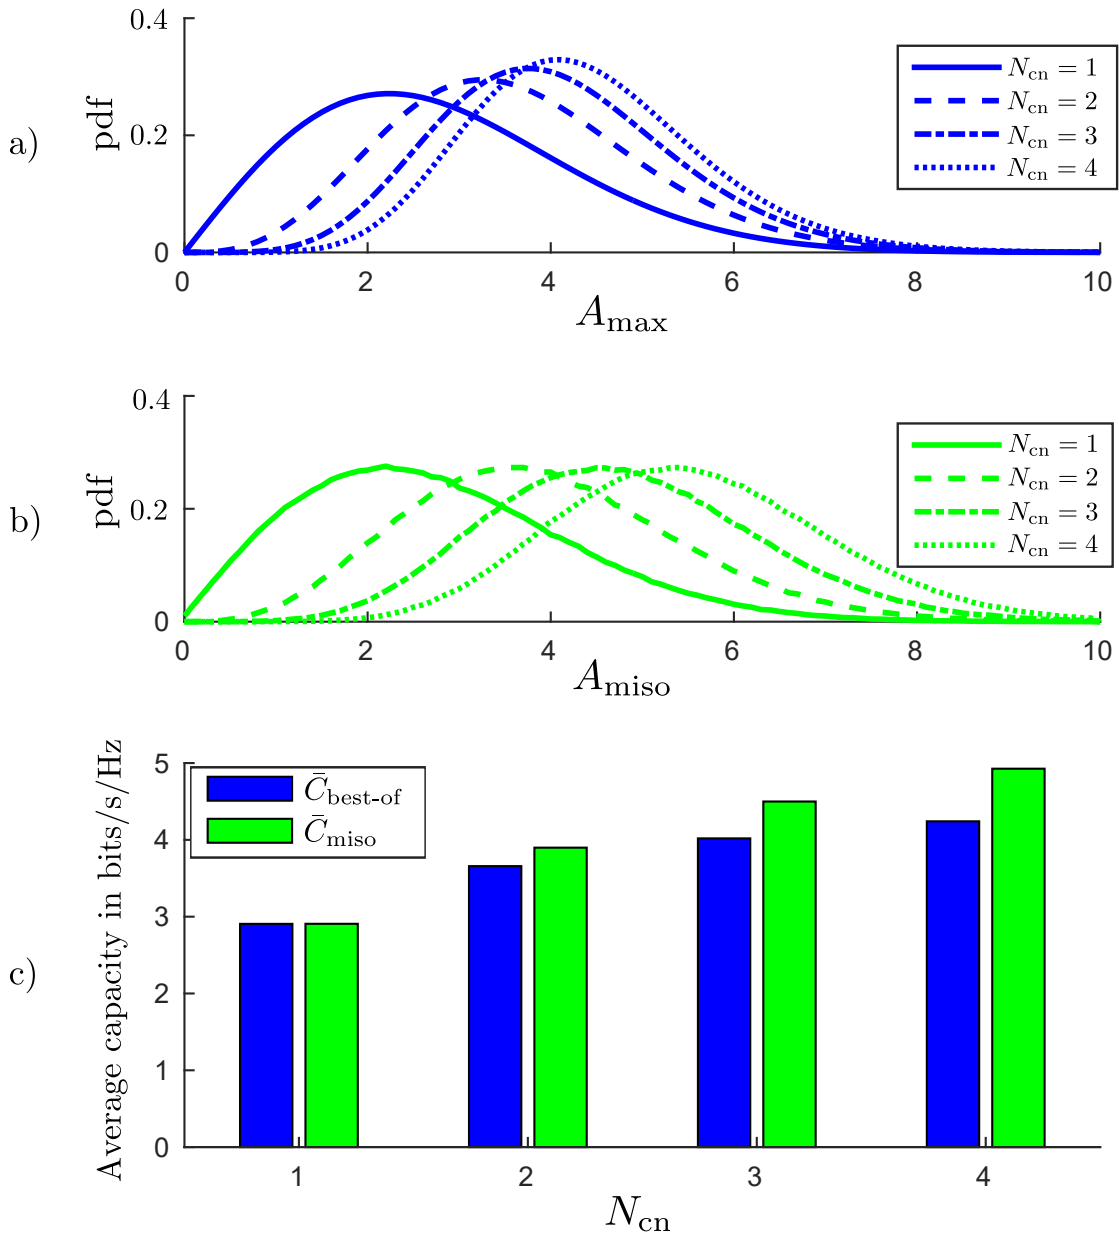 a)
pdf
0.4
0.2
0
0 2 4 6 8 10
A_max
N_cn = 1
N_cn = 2
N_cn = 3
N_cn = 4
b)
pdf
0.4
0.2
0
0 2 4 6 8 10
A_miso
N_cn = 1
N_cn = 2
N_cn = 3
N_cn = 4
c)
Average capacity in bits/s/Hz
5
4
3
2
1
0
C̄_best-of
C̄_miso
1 2 3 4
N_cn